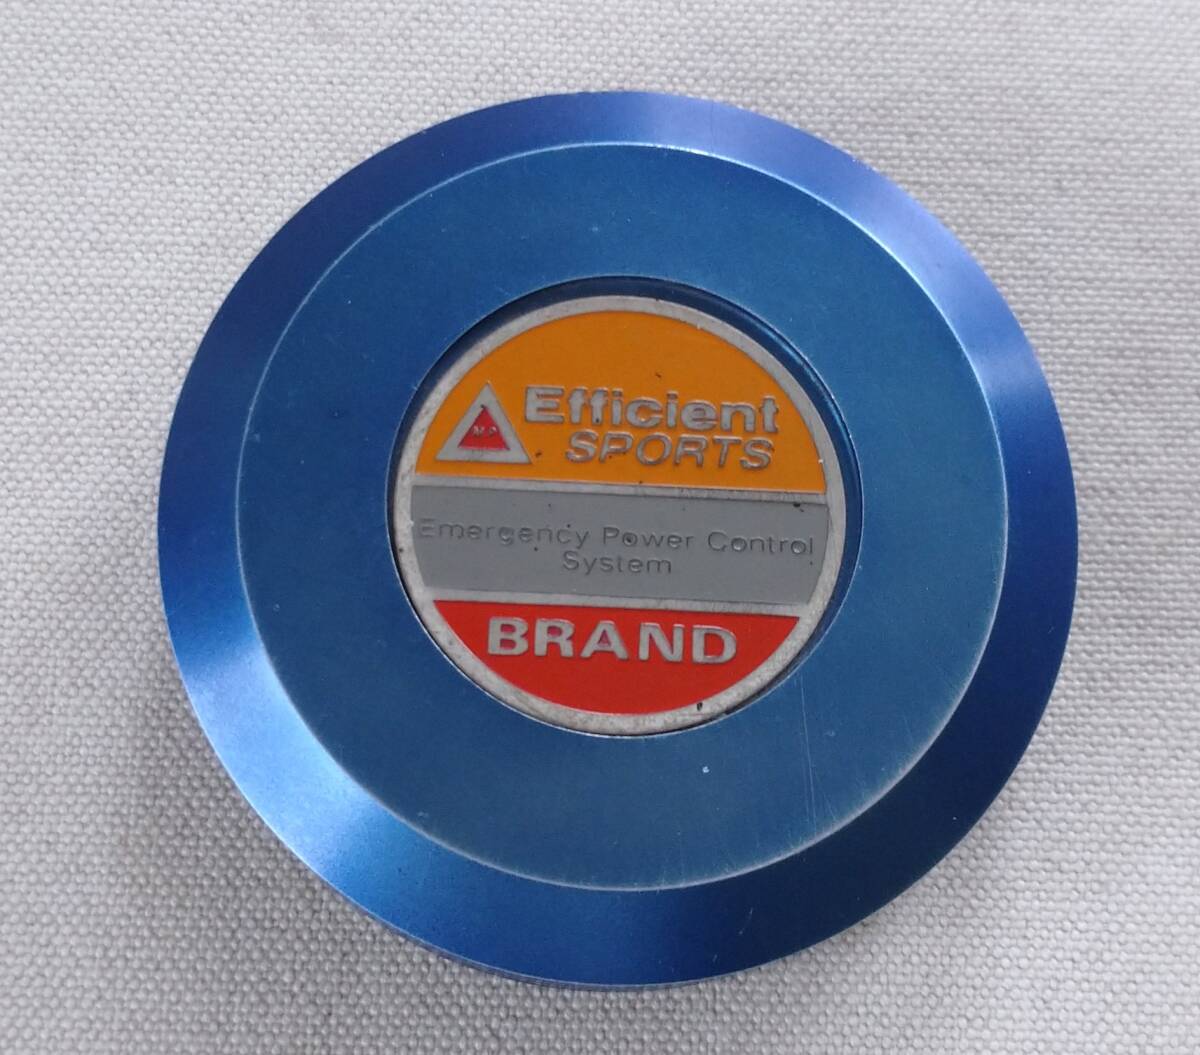 Efficient
SPORTS
M.P
Emergency Power Control
System
BRAND